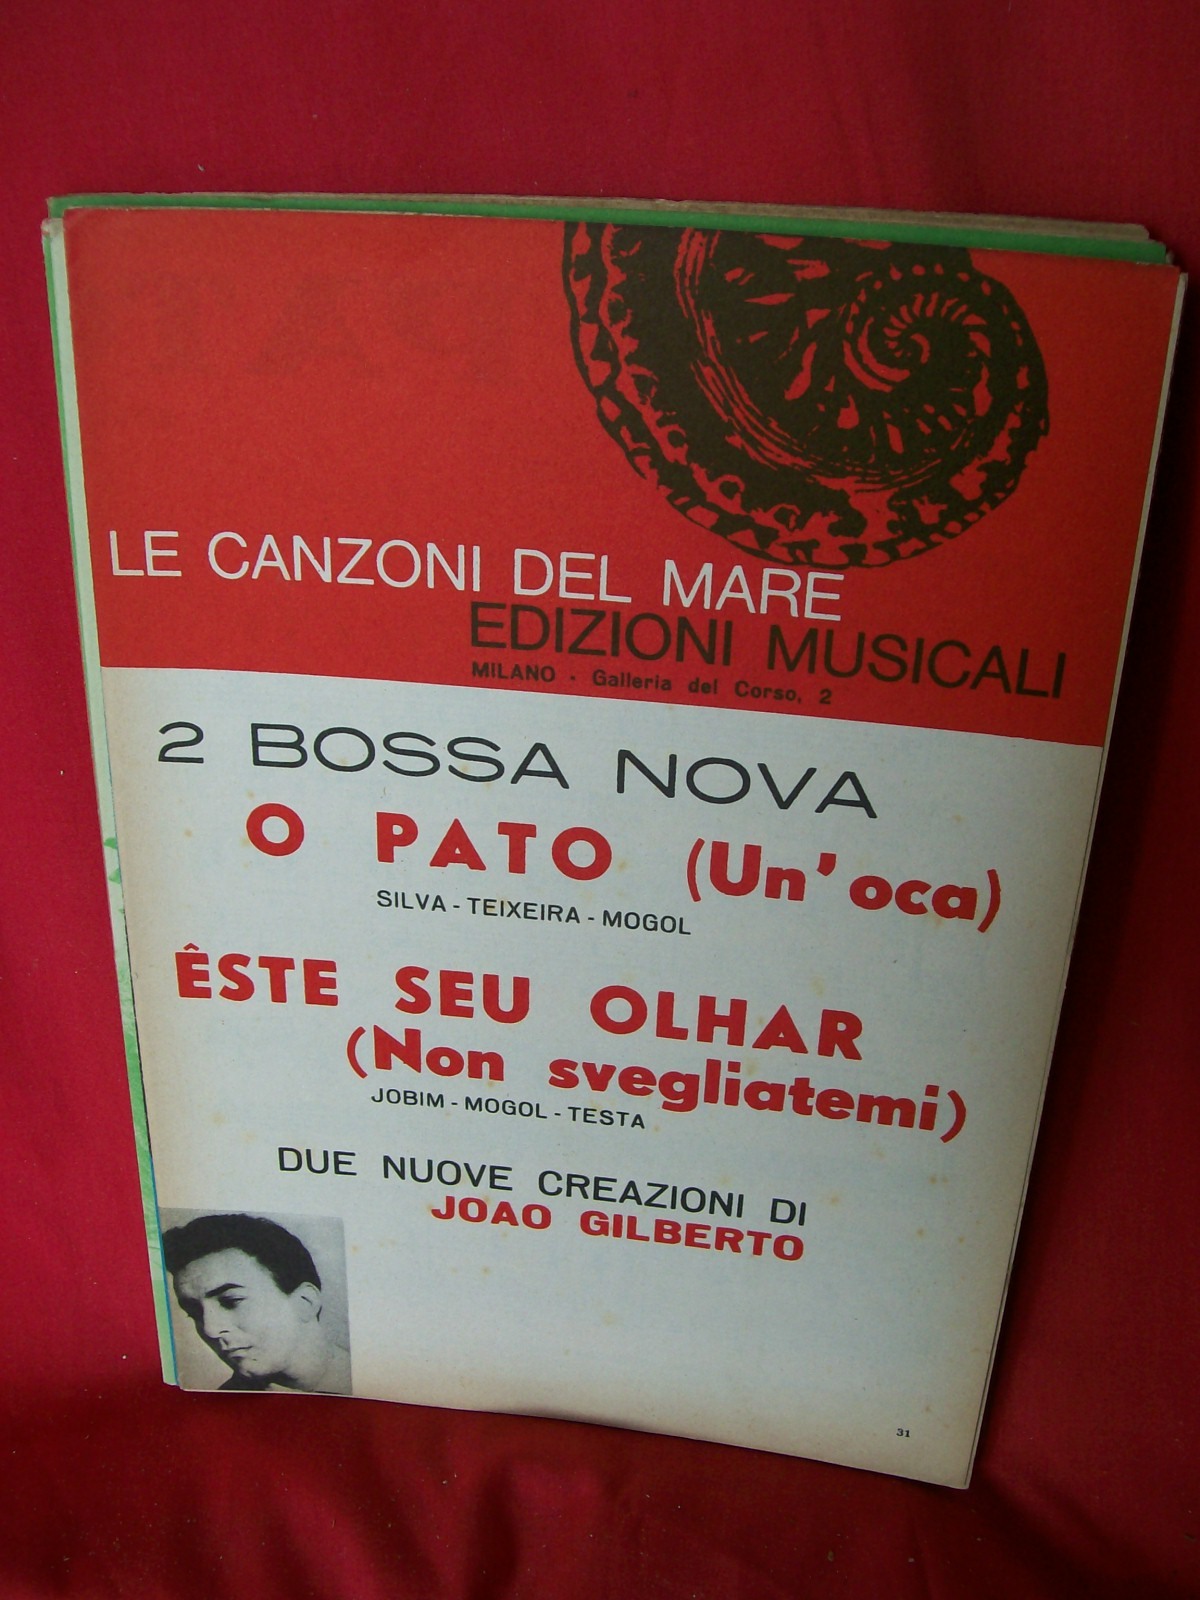 LE CANZONI DEL MARE
EDIZIONI MUSICALI
MILANO - Galleria del Corso, 2
2 BOSSA NOVA
O PATO (Un' oca)
SILVA - TEIXEIRA - MOGOL
ÊSTE SEU OLHAR
(Non svegliatemi)
JOBIM - MOGOL - TESTA
DUE NUOVE CREAZIONI DI
JOAO GILBERTO
31